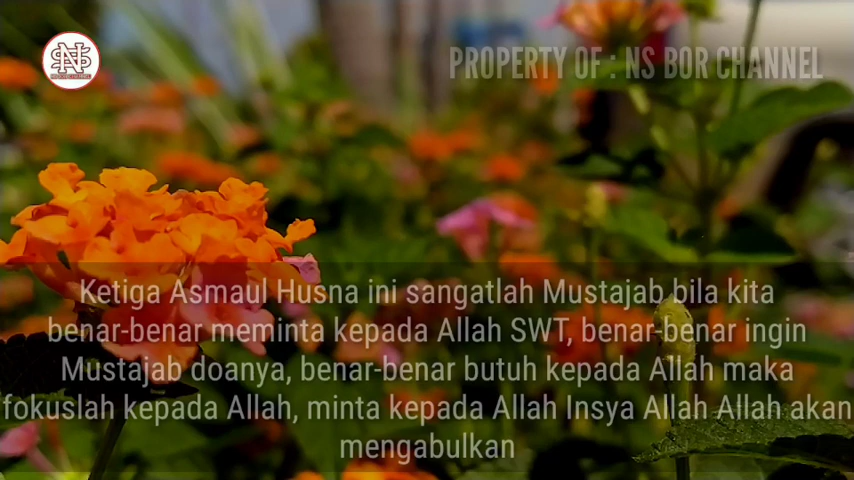 PROPERTY OF : NS BOR CHANNEL
Ketiga Asmaul Husna ini sangatlah Mustajab bila kita
benar-benar meminta kepada Allah SWT, benar-benar ingin
Mustajab doanya, benar-benar butuh kepada Allah maka
fokuslah kepada Allah, minta kepada Allah Insya Allah Allah akan
mengabulkan